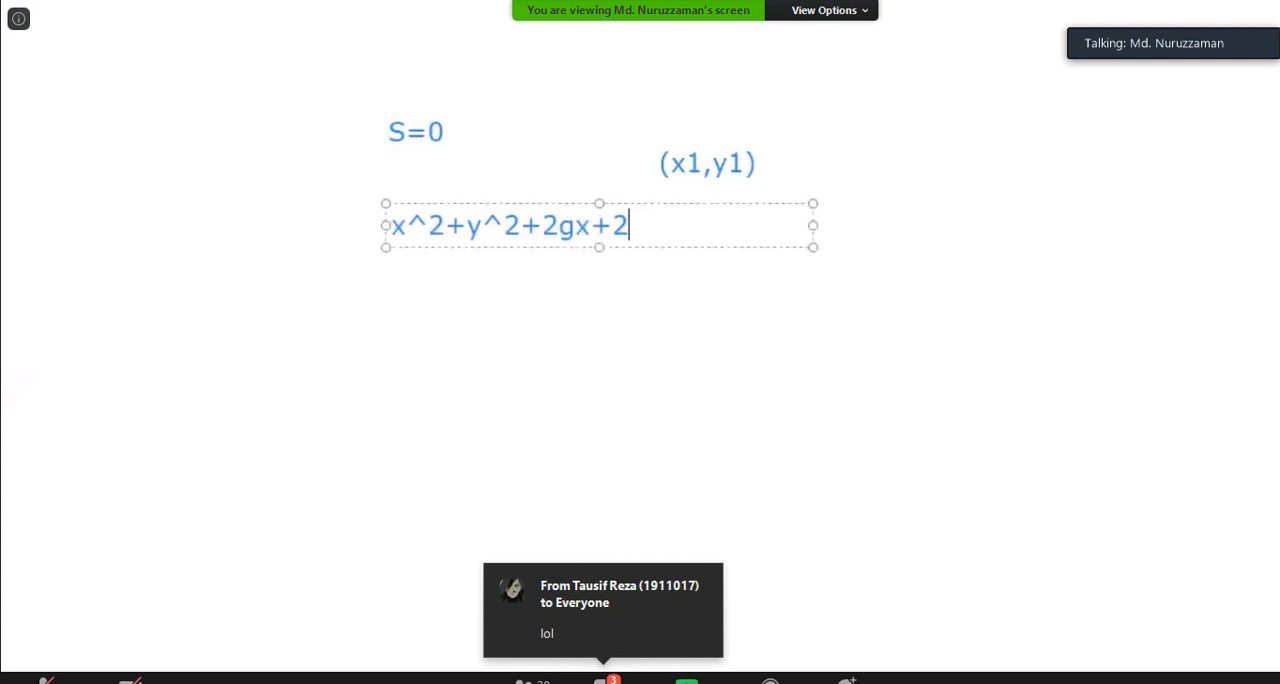 You are viewing Md. Nuruzzaman's screen
View Options
Talking: Md. Nuruzzaman
S=0
(x1,y1)
x^2+y^2+2gx+2
From Tausif Reza (1911017)
to Everyone
lol
3